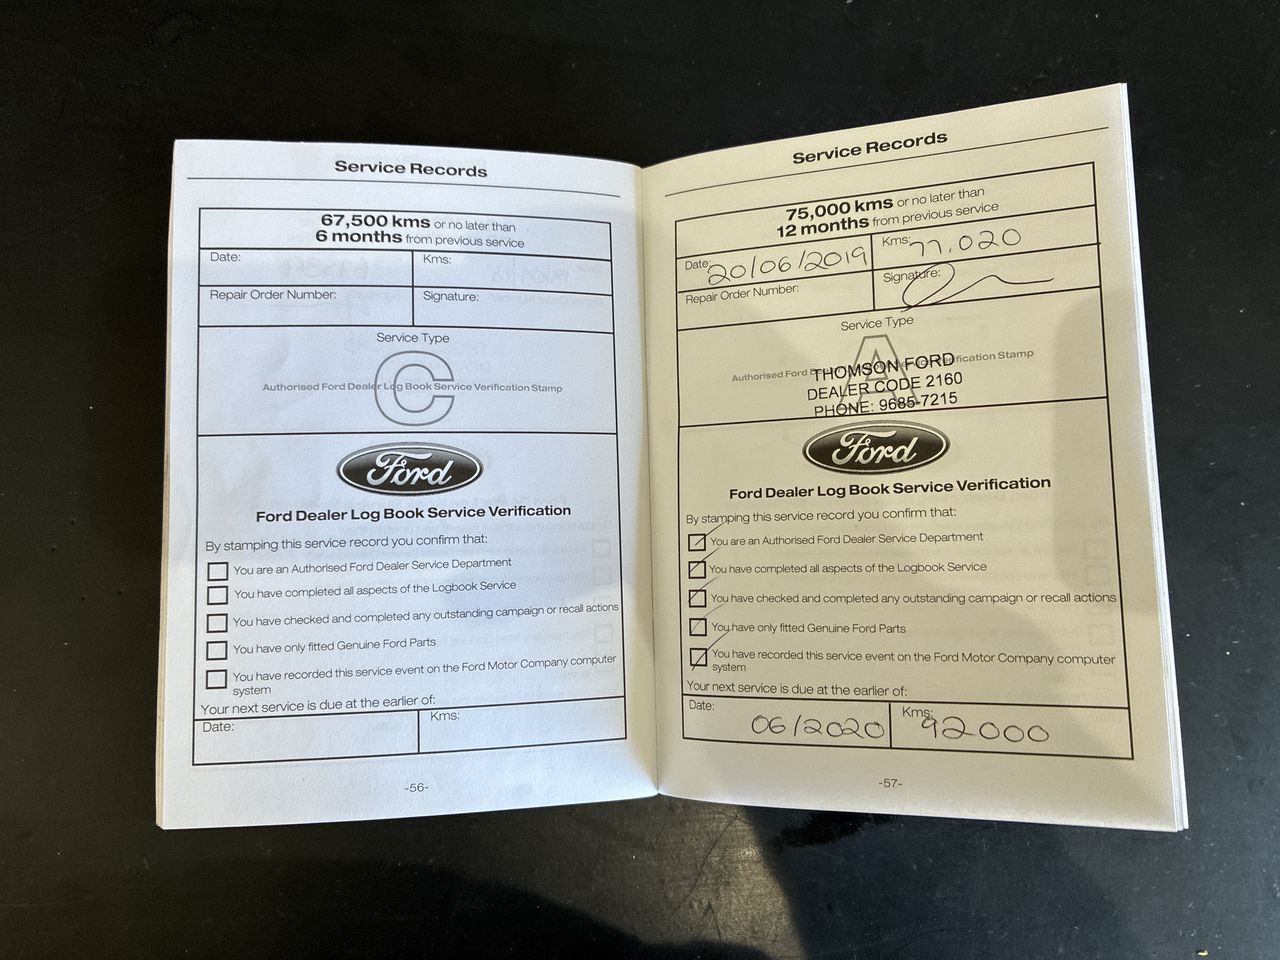 Service Records
67,500 kms or no later than
6 months from previous service
Date:
Kms:
Repair Order Number:
Signature:
Service Type
C
Authorised Ford Dealer Log Book Service Verification Stamp
Ford
Ford Dealer Log Book Service Verification
By stamping this service record you confirm that:
You are an Authorised Ford Dealer Service Department
You have completed all aspects of the Logbook Service
You have checked and completed any outstanding campaign or recall actions
You have only fitted Genuine Ford Parts
You have recorded this service event on the Ford Motor Company computer
system
Your next service is due at the earlier of:
Date:
Kms:
-56-
Service Records
75,000 kms or no later than
12 months from previous service
Date: 20/06/2019
Kms: 77,020
Repair Order Number:
Signature:
Service Type
A
Authorised Ford Verification Stamp
THOMSON FORD
DEALER CODE 2160
PHONE: 9685-7215
Ford
Ford Dealer Log Book Service Verification
By stamping this service record you confirm that:
You are an Authorised Ford Dealer Service Department
You have completed all aspects of the Logbook Service
You have checked and completed any outstanding campaign or recall actions
You have only fitted Genuine Ford Parts
You have recorded this service event on the Ford Motor Company computer
system
Your next service is due at the earlier of:
Date: 06/2020
Kms: 92000
-57-